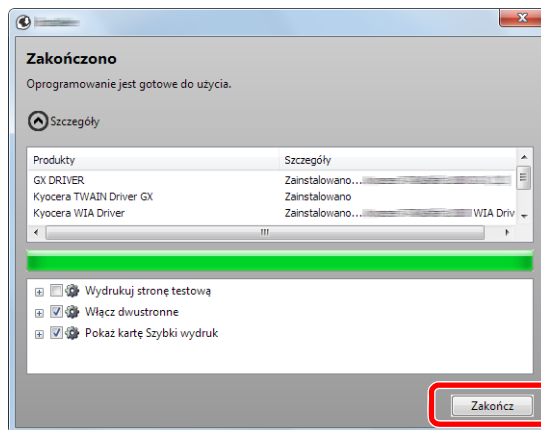 Zakończono
Oprogramowanie jest gotowe do użycia.
Szczegóły
Produkty Szczegóły
GX DRIVER Zainstalowano...
Kyocera TWAIN Driver GX Zainstalowano
Kyocera WIA Driver Zainstalowano... WIA Driv
Wydrukuj stronę testową
Włącz dwustronne
Pokaż kartę Szybki wydruk
Zakończ